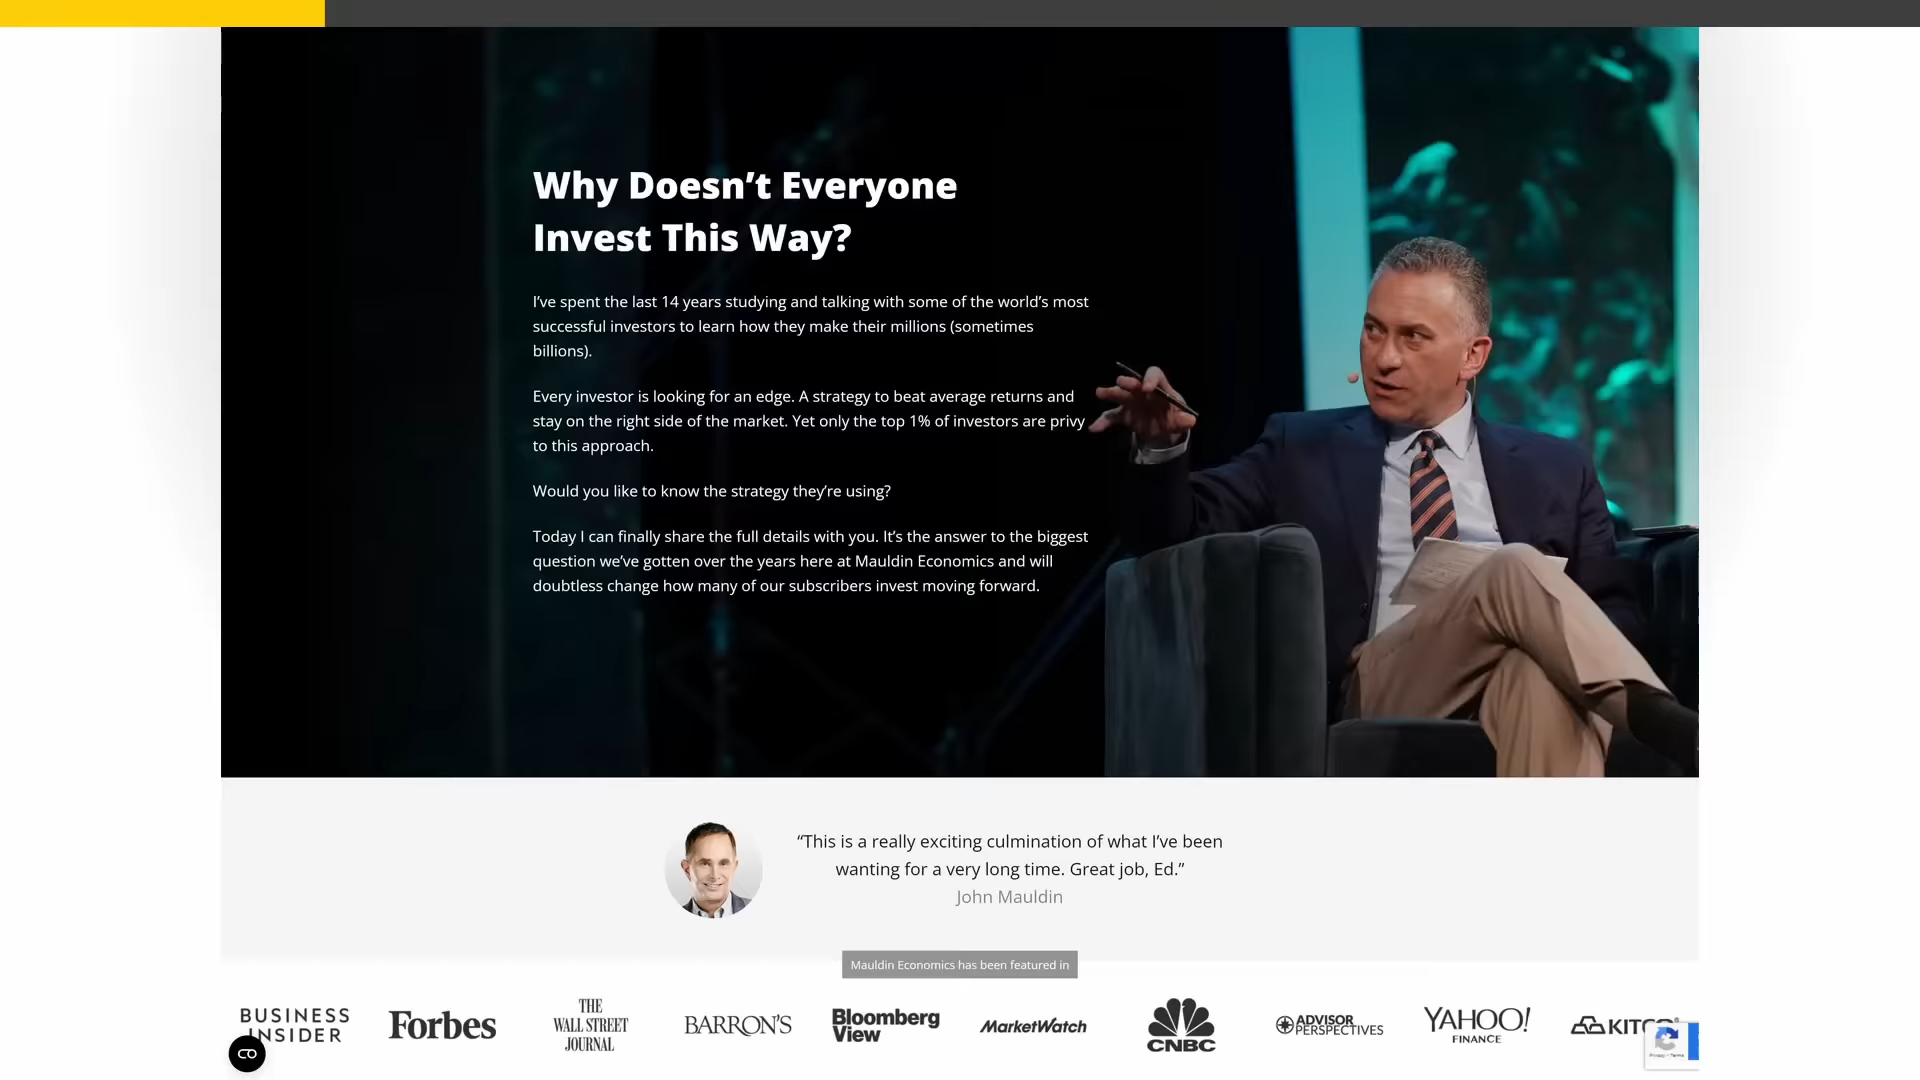 Why Doesn’t Everyone
Invest This Way?
I’ve spent the last 14 years studying and talking with some of the world’s most
successful investors to learn how they make their millions (sometimes
billions).
Every investor is looking for an edge. A strategy to beat average returns and
stay on the right side of the market. Yet only the top 1% of investors are privy
to this approach.
Would you like to know the strategy they’re using?
Today I can finally share the full details with you. It’s the answer to the biggest
question we’ve gotten over the years here at Mauldin Economics and will
doubtless change how many of our subscribers invest moving forward.
“This is a really exciting culmination of what I’ve been
wanting for a very long time. Great job, Ed.”
John Mauldin
Mauldin Economics has been featured in
BUSINESS
INSIDER
Forbes
THE
WALL STREET
JOURNAL
BARRON'S
Bloomberg
View
MarketWatch
CNBC
ADVISOR
PERSPECTIVES
YAHOO!
FINANCE
KITCO
Privacy - Terms